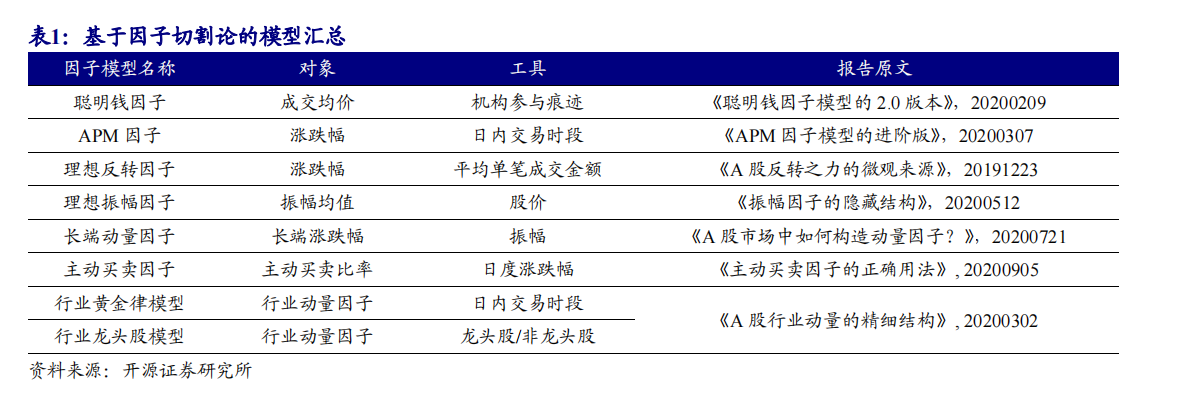 表1：基于因子切割论的模型汇总
因子模型名称 对象 工具 报告原文
聪明钱因子 成交均价 机构参与痕迹 《聪明钱因子模型的 2.0 版本》，20200209
APM 因子 涨跌幅 日内交易时段 《APM 因子模型的进阶版》，20200307
理想反转因子 涨跌幅 平均单笔成交金额 《A 股反转之力的微观来源》，20191223
理想振幅因子 振幅均值 股价 《振幅因子的隐藏结构》，20200512
长端动量因子 长端涨跌幅 振幅 《A 股市场中如何构造动量因子？》，20200721
主动买卖因子 主动买卖比率 日度涨跌幅 《主动买卖因子的正确用法》, 20200905
行业黄金律模型 行业动量因子 日内交易时段
《A 股行业动量的精细结构》, 20200302
行业龙头股模型 行业动量因子 龙头股/非龙头股
资料来源：开源证券研究所